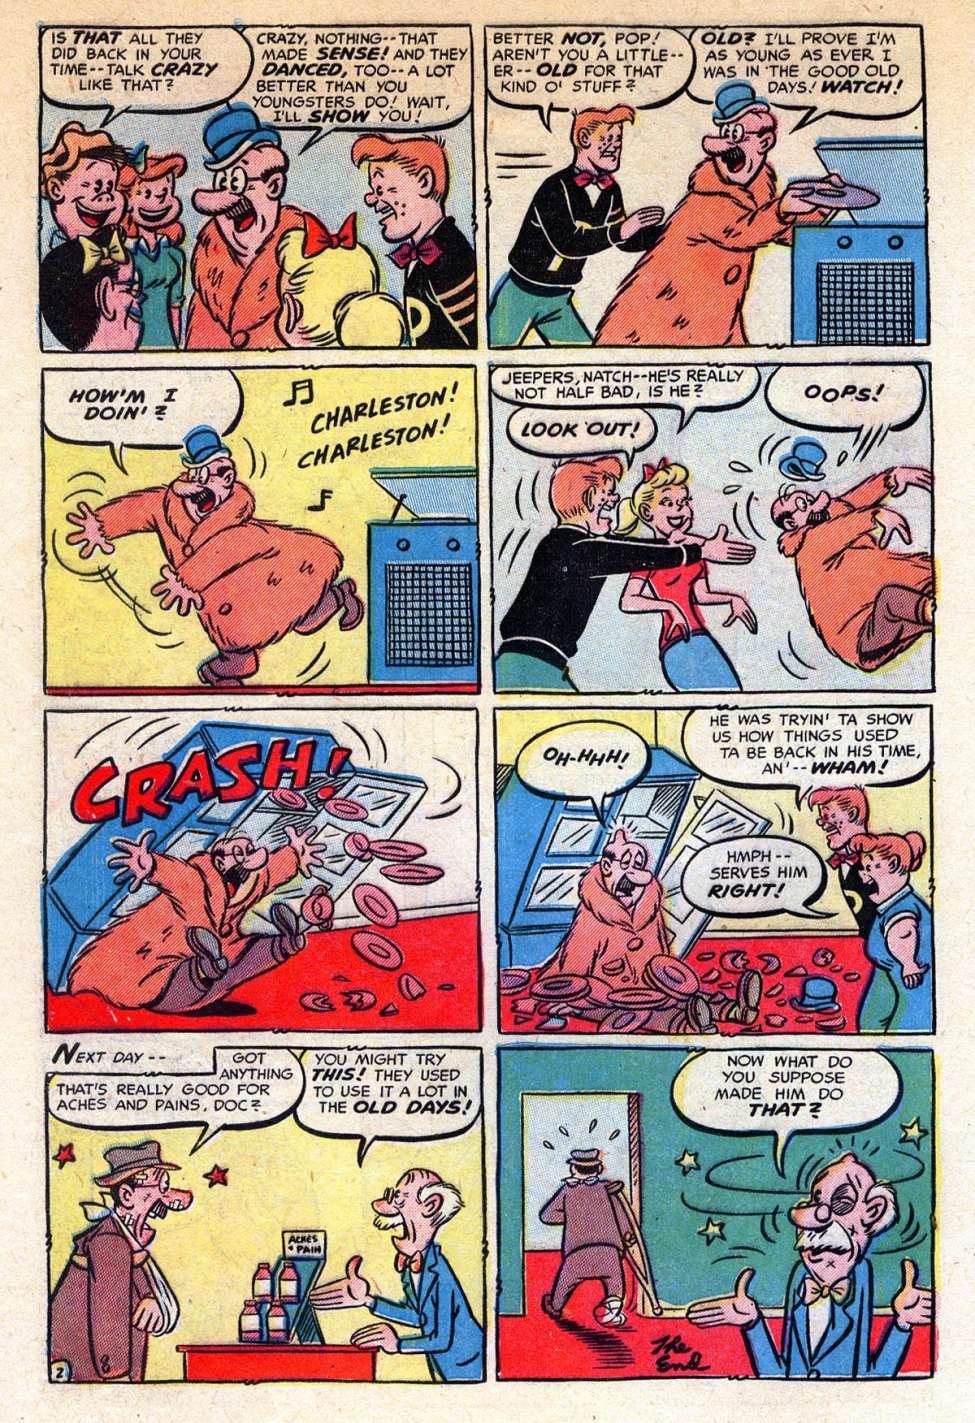 IS THAT ALL THEY
DID BACK IN YOUR
TIME--TALK CRAZY
LIKE THAT?
CRAZY, NOTHING--THAT
MADE SENSE! AND THEY
DANCED, TOO--A LOT
BETTER THAN YOU
YOUNGSTERS DO! WAIT,
I'LL SHOW YOU!
BETTER NOT, POP!
AREN'T YOU A LITTLE--
ER--OLD FOR THAT
KIND O' STUFF?
OLD? I'LL PROVE I'M
AS YOUNG AS EVER I
WAS IN THE GOOD OLD
DAYS! WATCH!
HOW'M I
DOIN'?
CHARLESTON!
CHARLESTON!
JEEPERS, NATCH--HE'S REALLY
NOT HALF BAD, IS HE?
LOOK OUT!
OOPS!
CRASH!
OH-HHH!
HE WAS TRYIN' TA SHOW
US HOW THINGS USED
TA BE BACK IN HIS TIME,
AN'--WHAM!
HMPH--
SERVES HIM
RIGHT!
NEXT DAY--
GOT
ANYTHING
THAT'S REALLY GOOD FOR
ACHES AND PAINS, DOC?
YOU MIGHT TRY
THIS! THEY USED
TO USE IT A LOT IN
THE OLD DAYS!
ACHES
+ PAIN
2
NOW WHAT DO
YOU SUPPOSE
MADE HIM DO
THAT?
The
End